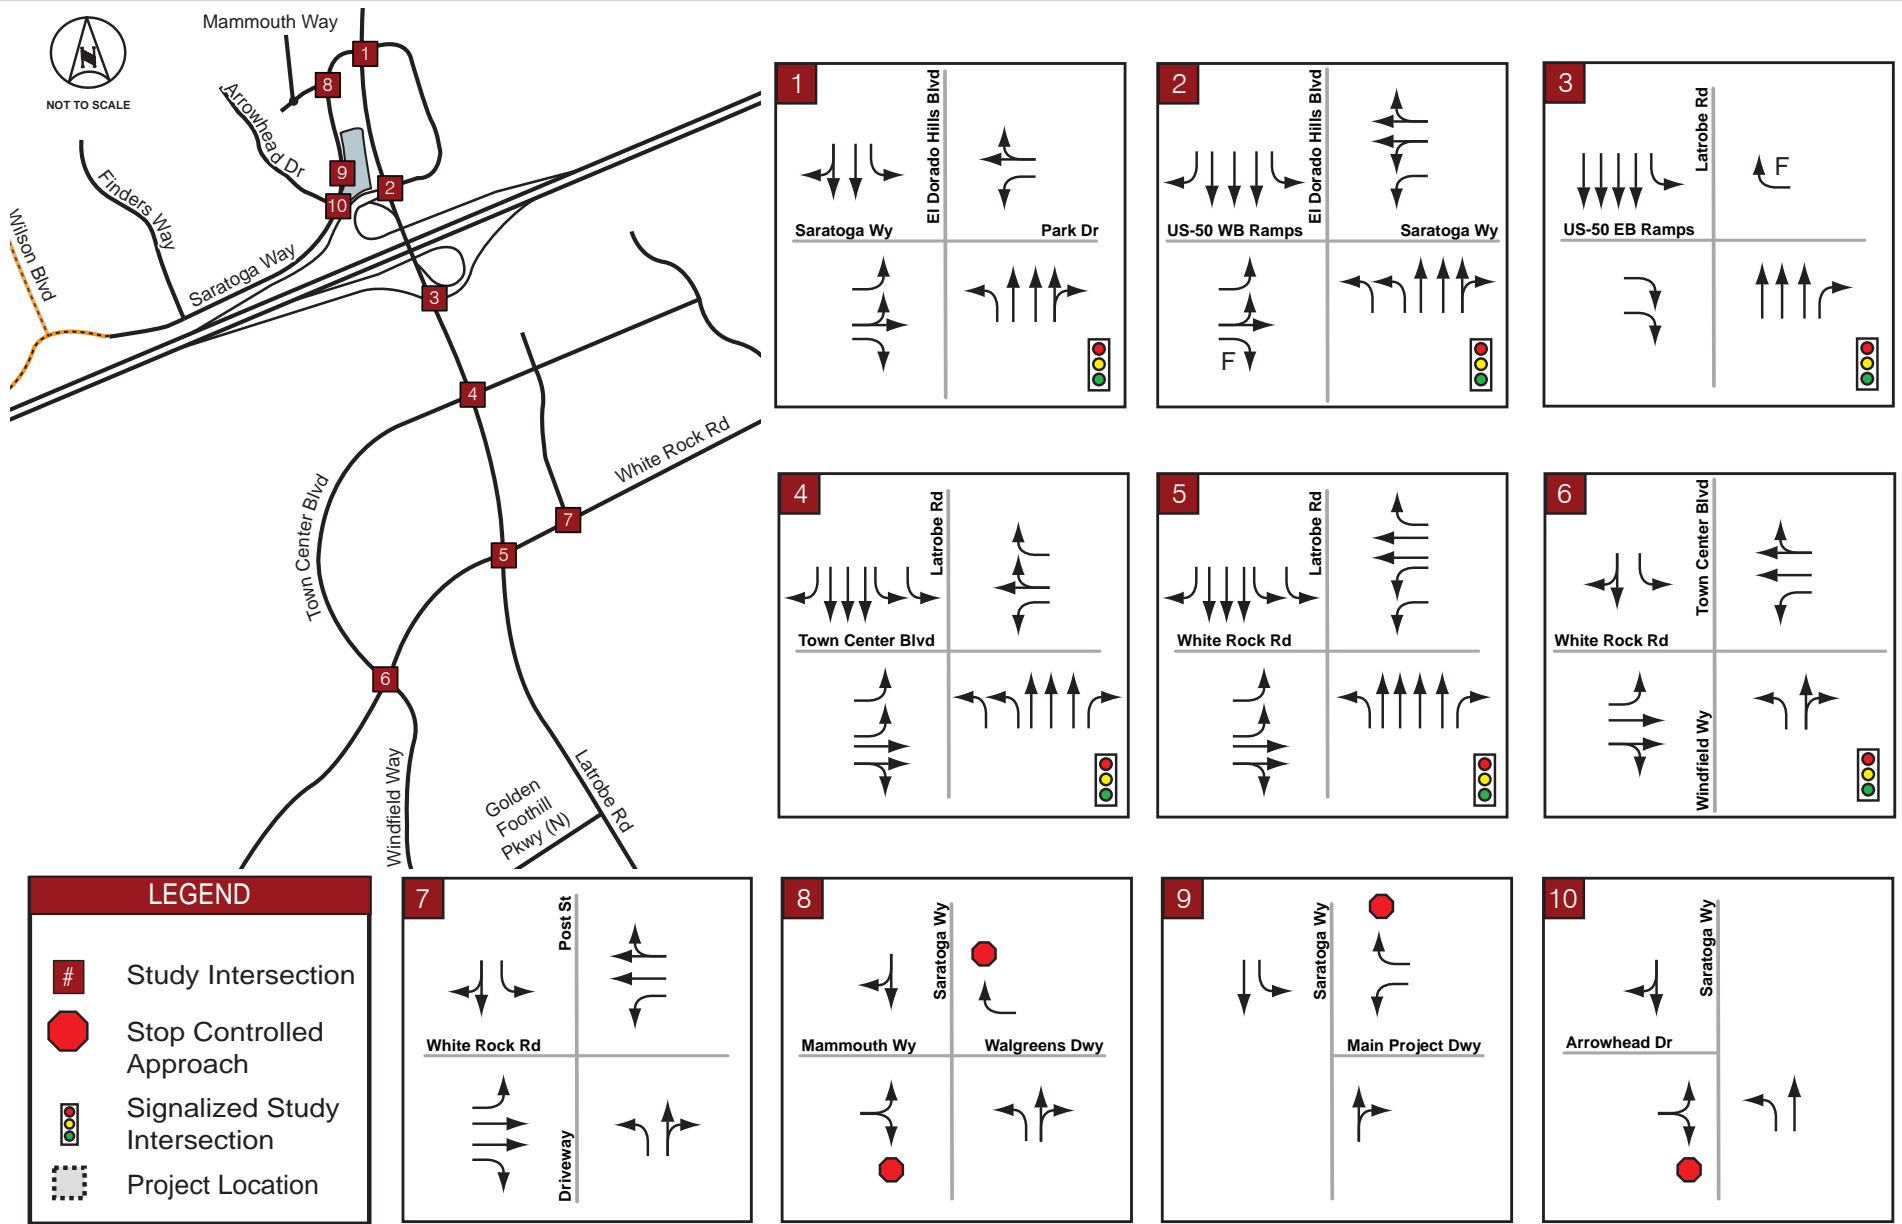 Mammouth Way
N
NOT TO SCALE
1
8
Arrowhead Dr
9
2
10
Finders Way
Wilson Blvd
Saratoga Way
3
4
White Rock Rd
7
5
Town Center Blvd
6
Windfield Way
Golden
Foothill
Pkwy (N)
Latrobe Rd
1
El Dorado Hills Blvd
Saratoga Wy
Park Dr
2
El Dorado Hills Blvd
US-50 WB Ramps
Saratoga Wy
F
3
Latrobe Rd
F
US-50 EB Ramps
4
Latrobe Rd
Town Center Blvd
5
Latrobe Rd
White Rock Rd
6
Town Center Blvd
White Rock Rd
Windfield Wy
LEGEND
# Study Intersection
Stop Controlled
Approach
Signalized Study
Intersection
Project Location
7
Post St
White Rock Rd
Driveway
8
Saratoga Wy
Mammouth Wy
Walgreens Dwy
9
Saratoga Wy
Main Project Dwy
10
Saratoga Wy
Arrowhead Dr